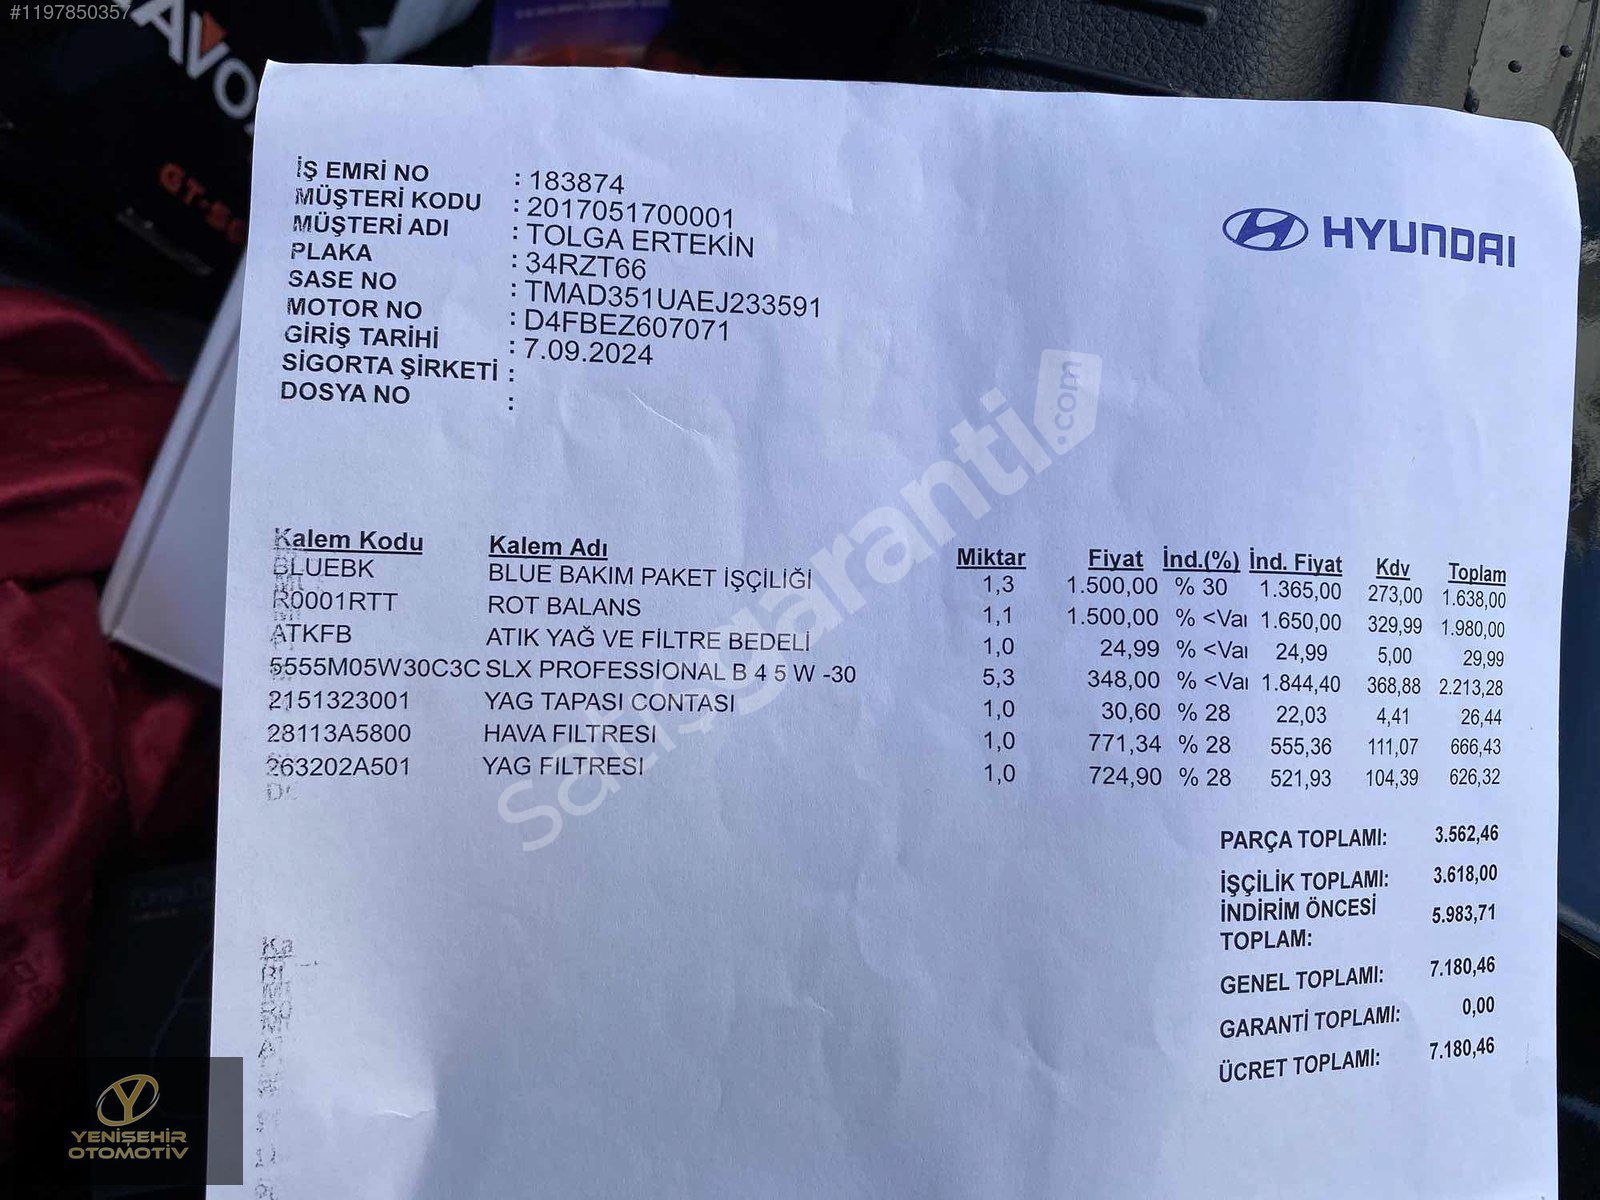 #1197850357
AVO
GT-
İŞ EMRİ NO : 183874
MÜŞTERİ KODU : 2017051700001
MÜŞTERİ ADI : TOLGA ERTEKİN
PLAKA : 34RZT66
SASE NO : TMAD351UAEJ233591
MOTOR NO : D4FBEZ607071
GİRİŞ TARİHİ : 7.09.2024
SİGORTA ŞİRKETİ :
DOSYA NO :
HYUNDAI
satışgaranti.com
Kalem Kodu Kalem Adı Miktar Fiyat İnd.(%) İnd. Fiyat Kdv Toplam
BLUEBK BLUE BAKIM PAKET İŞÇİLİĞİ 1,3 1.500,00 % 30 1.365,00 273,00 1.638,00
R0001RTT ROT BALANS 1,1 1.500,00 % <Var 1.650,00 329,99 1.980,00
ATKFB ATIK YAĞ VE FİLTRE BEDELİ 1,0 24,99 % <Var 24,99 5,00 29,99
5555M05W30C3C SLX PROFESSİONAL B 4 5 W -30 5,3 348,00 % <Var 1.844,40 368,88 2.213,28
2151323001 YAG TAPASI CONTASI 1,0 30,60 % 28 22,03 4,41 26,44
28113A5800 HAVA FILTRESI 1,0 771,34 % 28 555,36 111,07 666,43
263202A501 YAG FILTRESI 1,0 724,90 % 28 521,93 104,39 626,32
PARÇA TOPLAMI: 3.562,46
İŞÇİLİK TOPLAMI: 3.618,00
İNDİRİM ÖNCESİ TOPLAM: 5.983,71
GENEL TOPLAMI: 7.180,46
GARANTİ TOPLAMI: 0,00
ÜCRET TOPLAMI: 7.180,46
YENİŞEHİR
OTOMOTİV